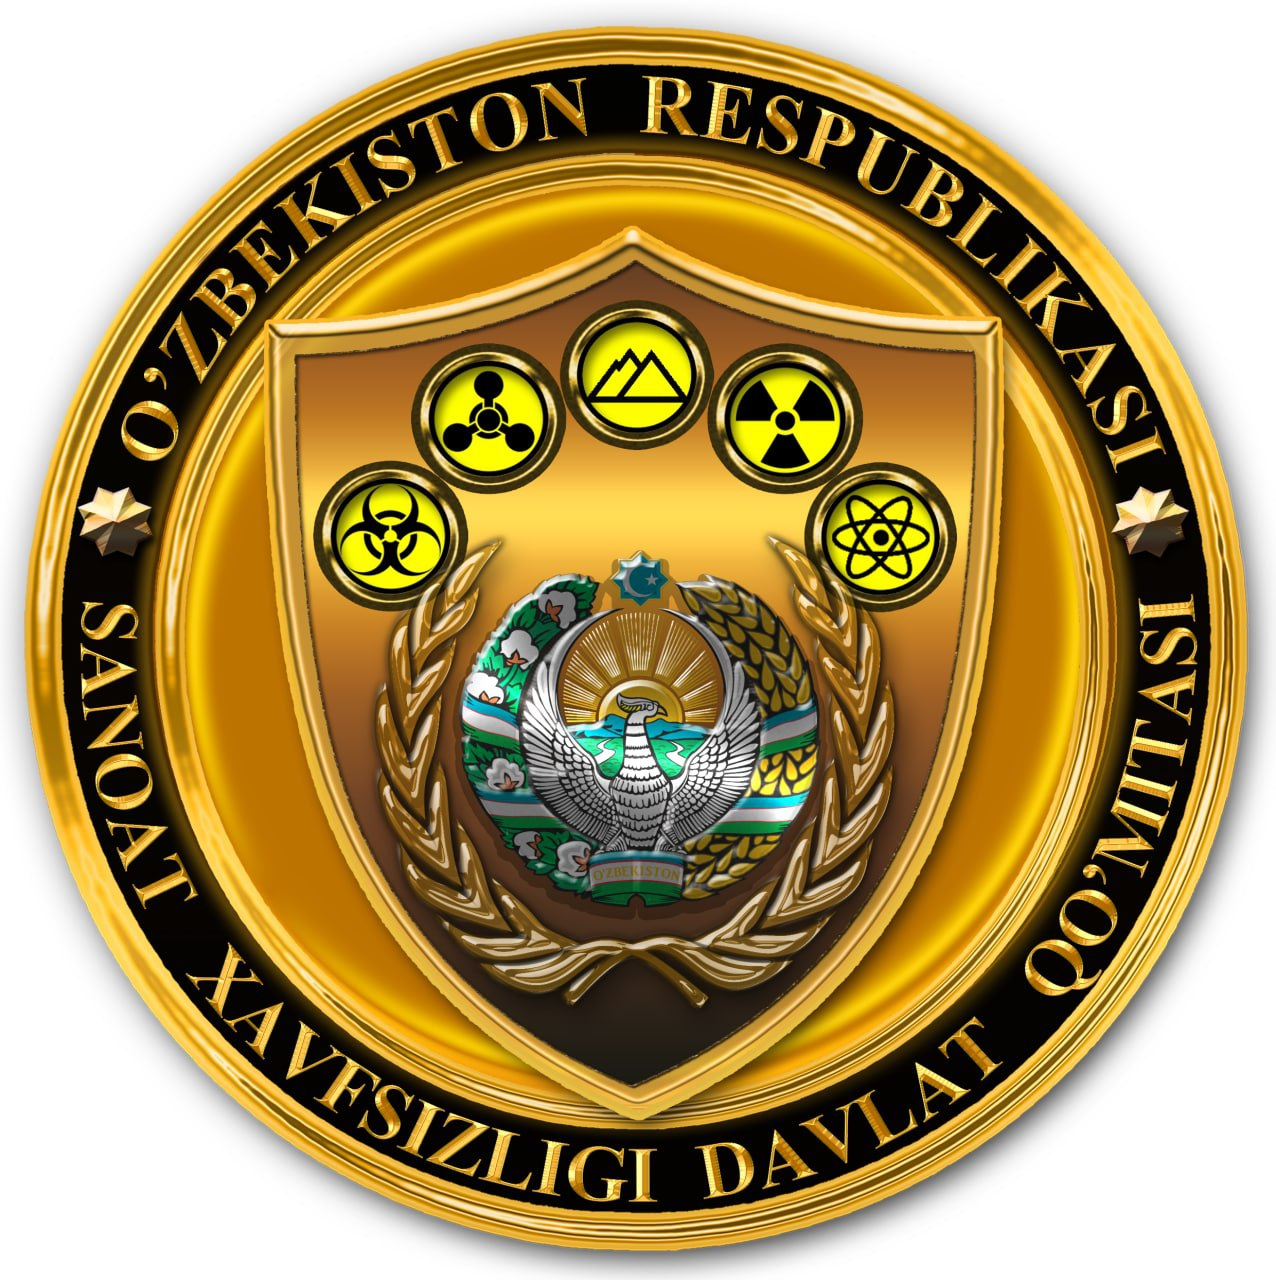 O'ZBEKISTON RESPUBLIKASI
SANOAT XAVFSIZLIGI DAVLAT QO'MITASI
O'ZBEKISTON